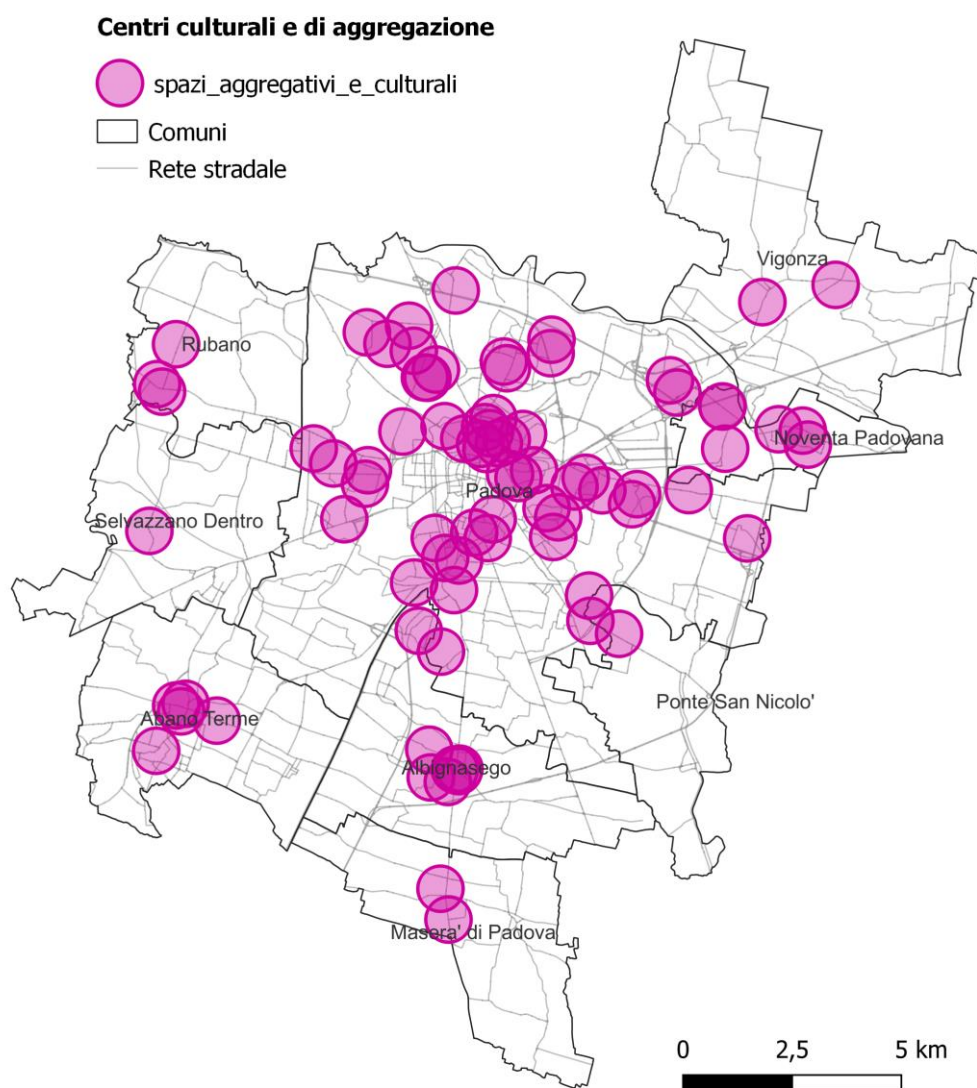 Centri culturali e di aggregazione
spazi_aggregativi_e_culturali
Comuni
Rete stradale
Vigonza
Rubano
Noventa Padovana
Padova
Selvazzano Dentro
Ponte San Nicolo'
Abano Terme
Albignasego
Masera' di Padova
0 2,5 5 km